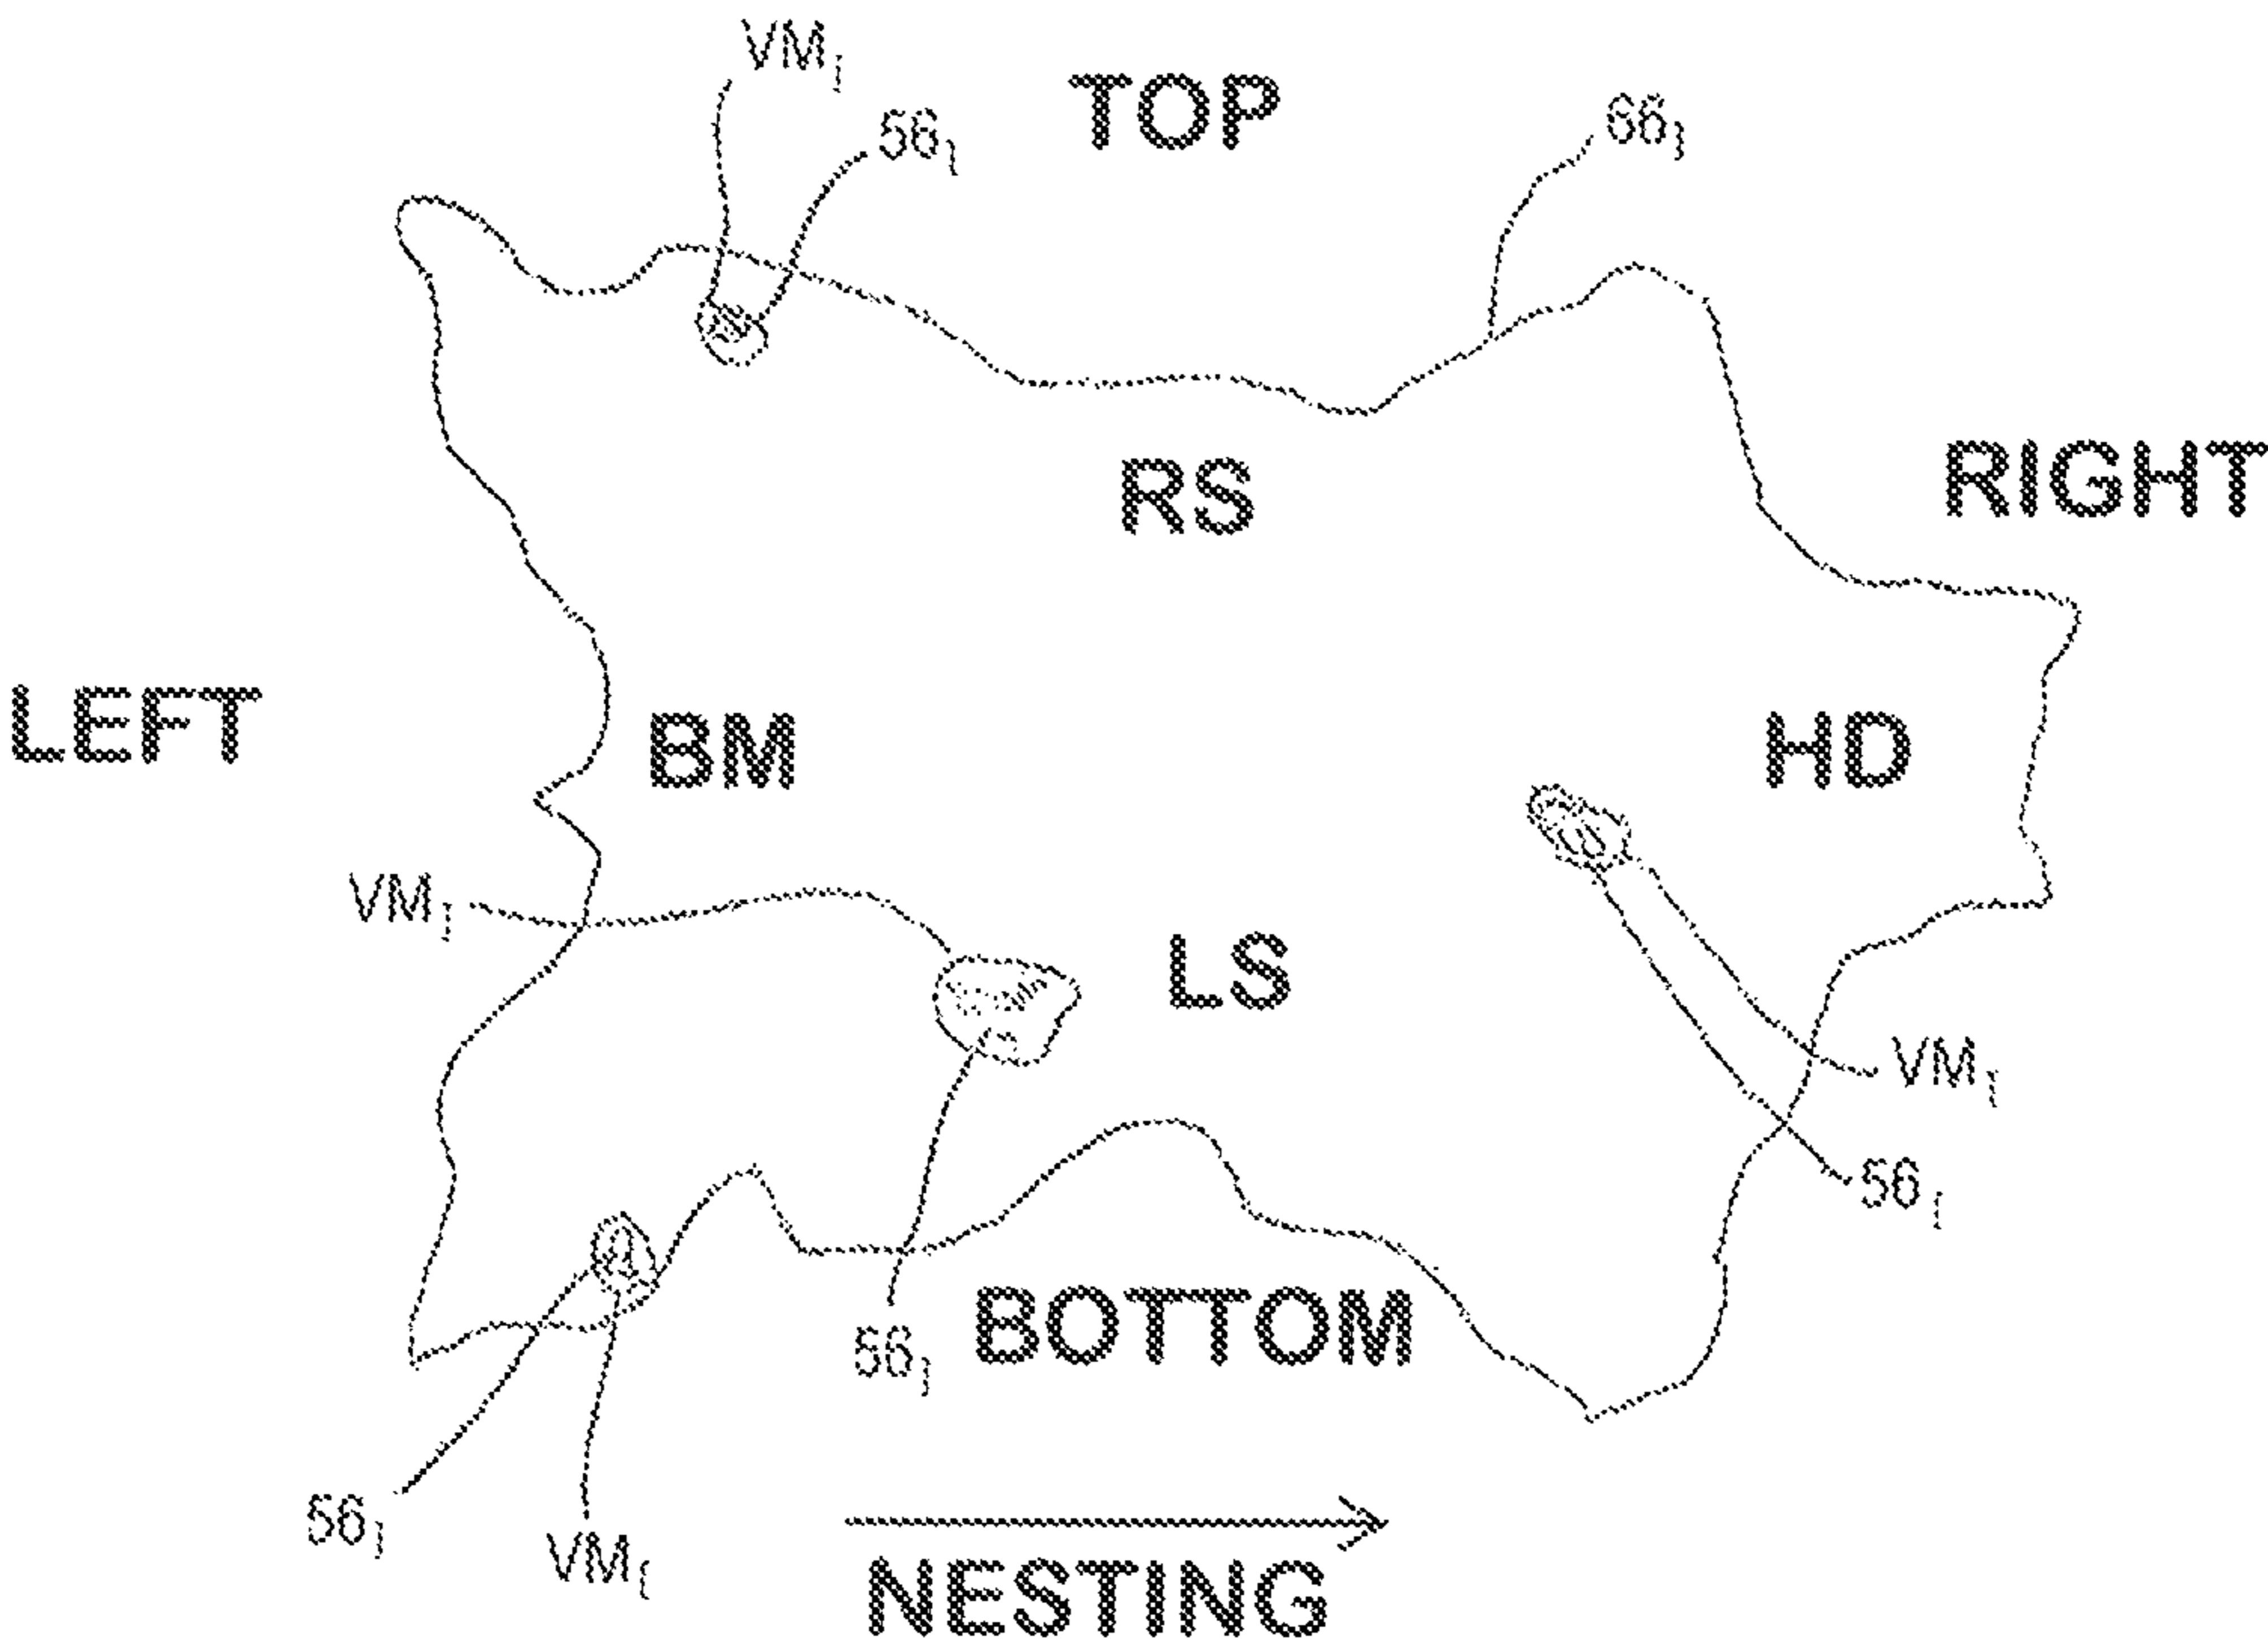 VM₁
TOP
56₁
66₁
RS
RIGHT
LEFT
BM
HD
VM₁
LS
VM₁
56₁
BOTTOM
56₁
56₁
VM₁
NESTING